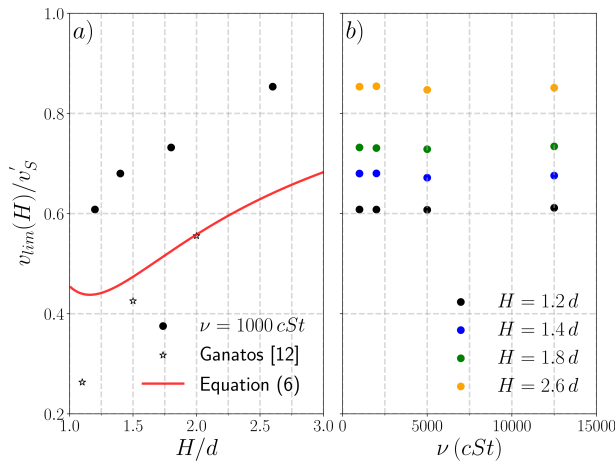 a)
b)
1.0
0.8
0.6
0.4
0.2
v_{lim}(H)/v'_S
ν = 1000 cSt
Ganatos [12]
Equation (6)
1.0 1.5 2.0 2.5 3.0
H/d
H = 1.2 d
H = 1.4 d
H = 1.8 d
H = 2.6 d
0 5000 10000 15000
ν (cSt)